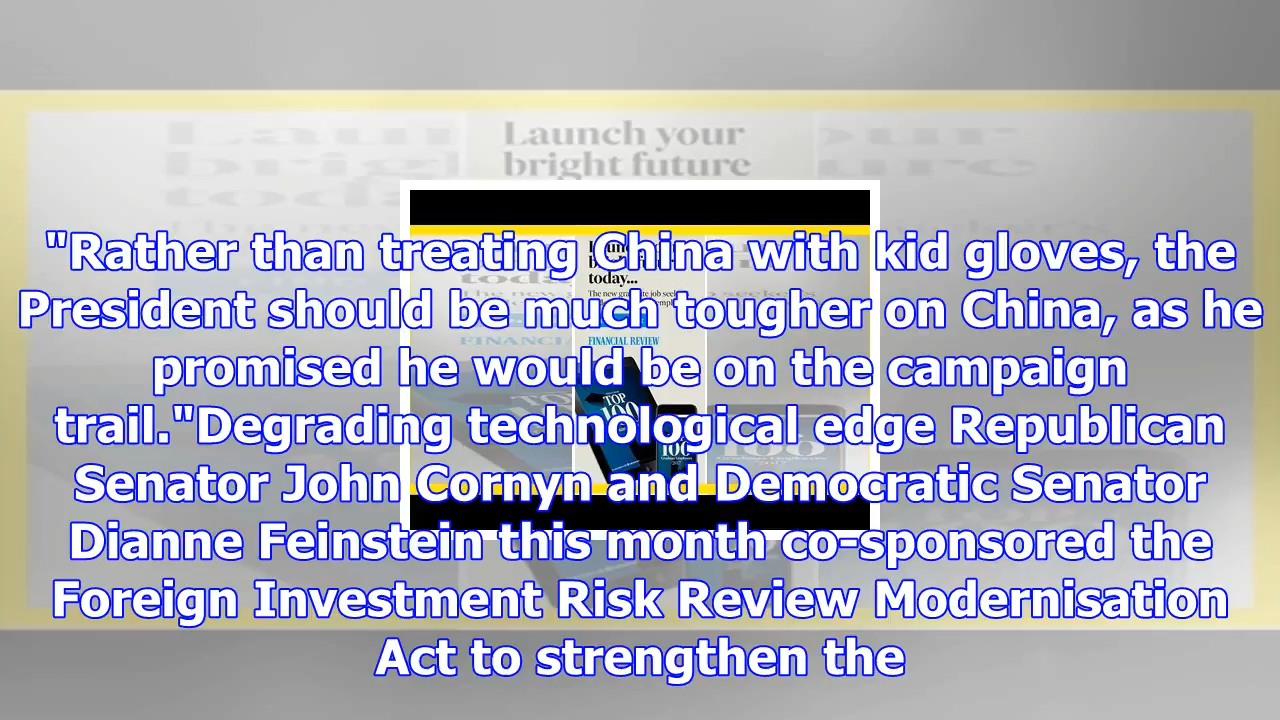 Launch your
bright future
"Rather than treating China with kid gloves, the
President should be much tougher on China, as he
promised he would be on the campaign
trail."Degrading technological edge Republican
Senator John Cornyn and Democratic Senator
Dianne Feinstein this month co-sponsored the
Foreign Investment Risk Review Modernisation
Act to strengthen the
today...
FINANCIAL REVIEW
TOP
100